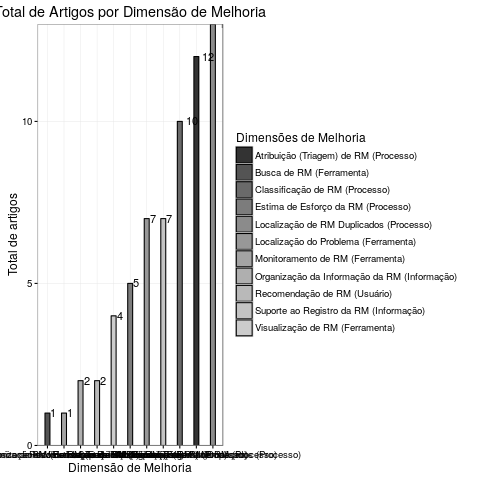 Total de Artigos por Dimensão de Melhoria
Total de artigos
10
5
0
1
1
2
2
4
5
7
7
10
12
Dimensão de Melhoria
Dimensões de Melhoria
Atribuição (Triagem) de RM (Processo)
Busca de RM (Ferramenta)
Classificação de RM (Processo)
Estima de Esforço da RM (Processo)
Localização de RM Duplicados (Processo)
Localização do Problema (Ferramenta)
Monitoramento de RM (Ferramenta)
Organização da Informação da RM (Informação)
Recomendação de RM (Usuário)
Suporte ao Registro da RM (Informação)
Visualização de RM (Ferramenta)